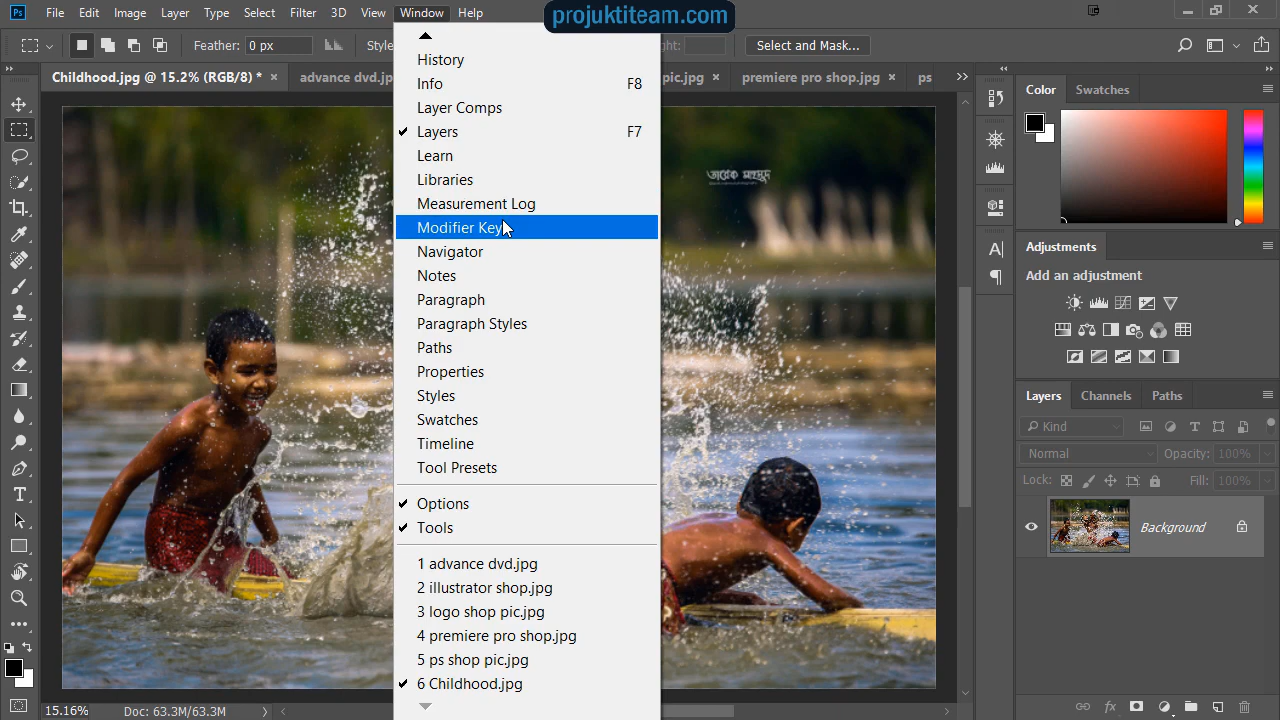 Ps File Edit Image Layer Type Select Filter 3D View Window Help
projuktiteam.com
Feather: 0 px
Select and Mask...
Childhood.jpg @ 15.2% (RGB/8) * ×
pic.jpg × premiere pro shop.jpg × ps
History
Info F8
Layer Comps
Layers F7
Learn
Libraries
Measurement Log
Modifier Key
Navigator
Notes
Paragraph
Paragraph Styles
Paths
Properties
Styles
Swatches
Timeline
Tool Presets
Options
Tools
1 advance dvd.jpg
2 illustrator shop.jpg
3 logo shop pic.jpg
4 premiere pro shop.jpg
5 ps shop pic.jpg
6 Childhood.jpg
তারেক মাহমুদ
Color Swatches
Adjustments
Add an adjustment
Layers Channels Paths
Kind
Normal Opacity: 100%
Lock: Fill: 100%
Background
15.16% Doc: 63.3M/63.3M